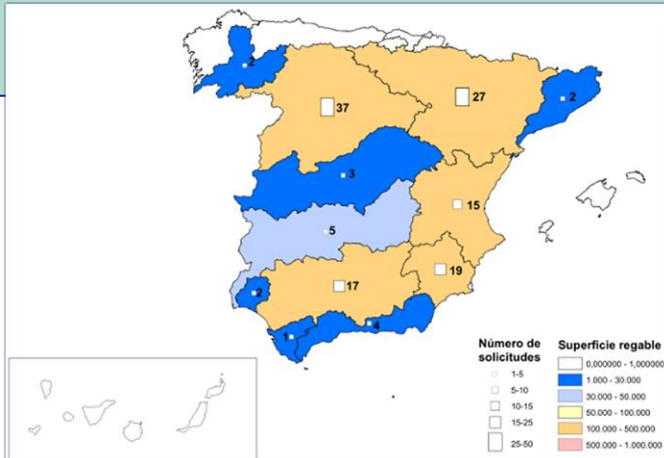 2
37
27
2
3
15
5
19
17
2
4
1
Número de solicitudes
1-5
5-10
10-15
15-25
25-50
Superficie regable
0,000000 - 1,000000
1.000 - 30.000
30.000 - 50.000
50.000 - 100.000
100.000 - 500.000
500.000 - 1.000.000